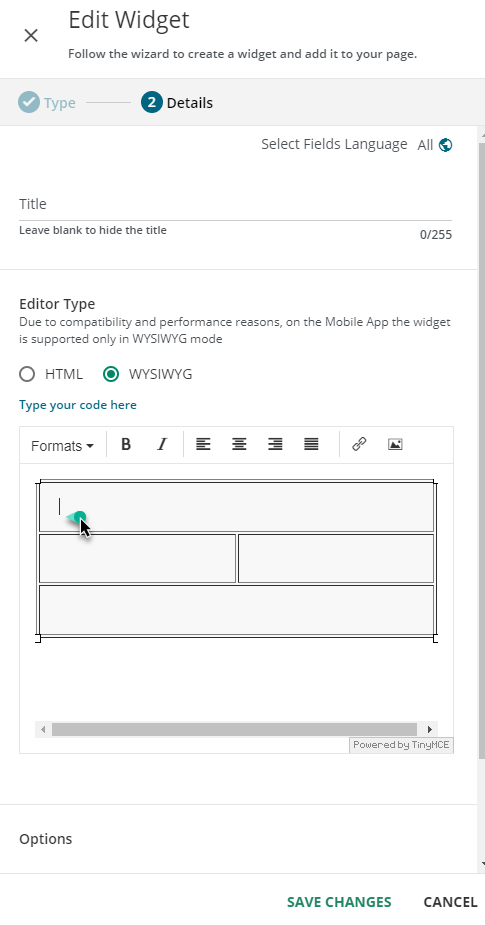 Edit Widget
Follow the wizard to create a widget and add it to your page.
Type
2 Details
Select Fields Language All
Title
Leave blank to hide the title
0/255
Editor Type
Due to compatibility and performance reasons, on the Mobile App the widget
is supported only in WYSIWYG mode
HTML WYSIWYG
Type your code here
Formats B I
Powered by TinyMCE
Options
SAVE CHANGES CANCEL